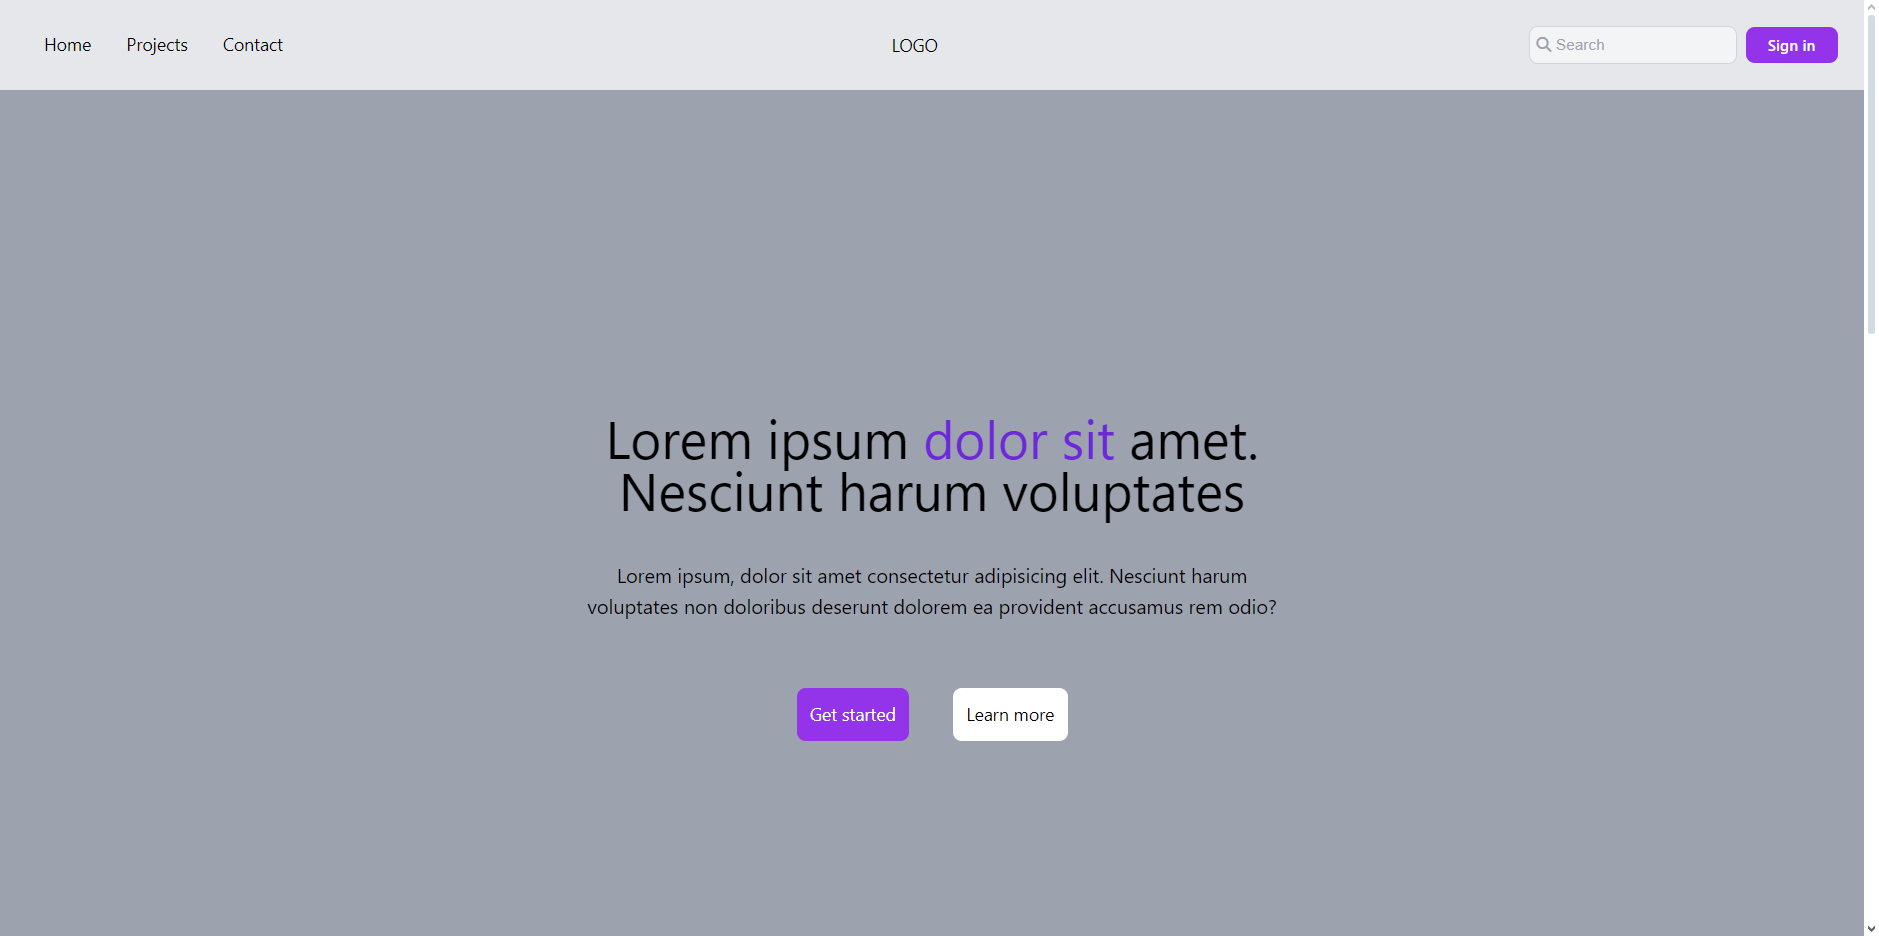 Home Projects Contact LOGO Search Sign in
Lorem ipsum dolor sit amet.
Nesciunt harum voluptates
Lorem ipsum, dolor sit amet consectetur adipisicing elit. Nesciunt harum
voluptates non doloribus deserunt dolorem ea provident accusamus rem odio?
Get started Learn more